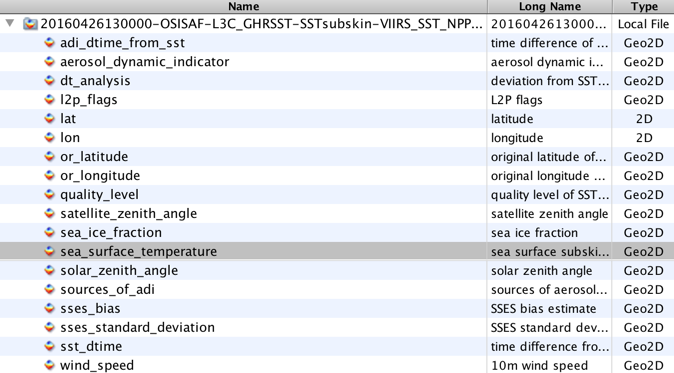 Name Long Name Type
20160426130000-OSISAF-L3C_GHRSST-SSTsubskin-VIIRS_SST_NPP... 2016042613000... Local File
adi_dtime_from_sst time difference of ... Geo2D
aerosol_dynamic_indicator aerosol dynamic i... Geo2D
dt_analysis deviation from SST... Geo2D
l2p_flags L2P flags Geo2D
lat latitude 2D
lon longitude 2D
or_latitude original latitude of... Geo2D
or_longitude original longitude ... Geo2D
quality_level quality level of SST... Geo2D
satellite_zenith_angle satellite zenith angle Geo2D
sea_ice_fraction sea ice fraction Geo2D
sea_surface_temperature sea surface subski... Geo2D
solar_zenith_angle solar zenith angle Geo2D
sources_of_adi sources of aerosol... Geo2D
sses_bias SSES bias estimate Geo2D
sses_standard_deviation SSES standard dev... Geo2D
sst_dtime time difference fro... Geo2D
wind_speed 10m wind speed Geo2D